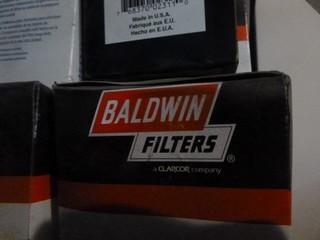 Made in U.S.A.
Fabriqué aux E.U.
Hecho en E.U.A.
BALDWIN
FILTERS®
a CLARCOR company